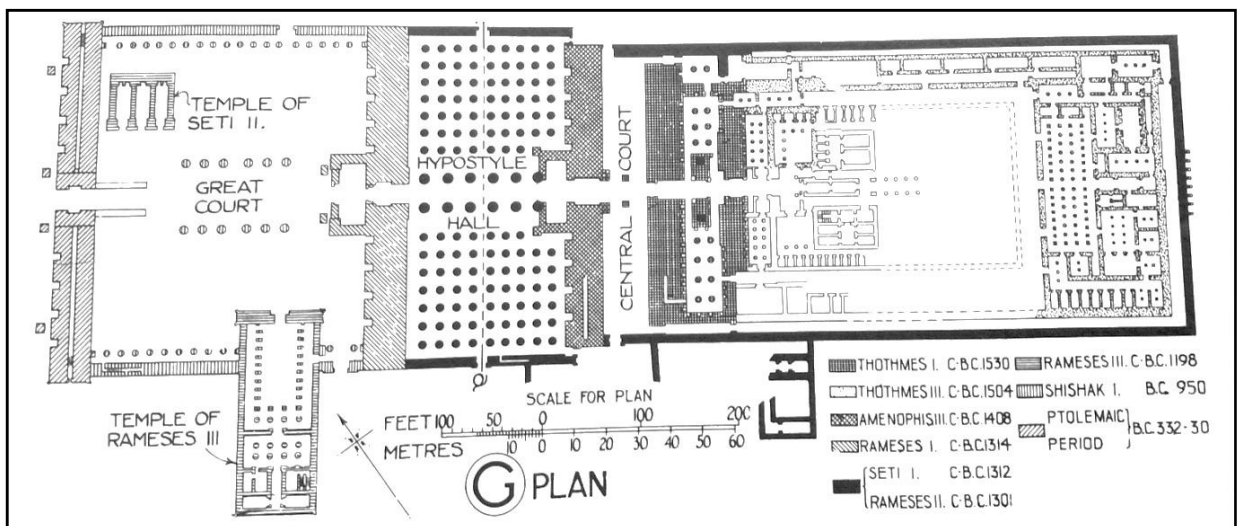 TEMPLE OF
SETI II.
GREAT
COURT
HYPOSTYLE
HALL
CENTRAL COURT
TEMPLE OF
RAMESES III
SCALE FOR PLAN
FEET 100 50 0 100 200
METRES 10 0 10 20 30 40 50 60
G PLAN
THOTHMES I. C·B.C.1530
THOTHMES III. C·B.C.1504
AMENOPHIS III. C·B.C.1408
RAMESES I. C·B.C.1314
SETI I. C·B.C.1312
RAMESES II. C·B.C.1301
RAMESES III. C·B.C.1198
SHISHAK I. B.C. 950
PTOLEMAIC
PERIOD
B.C.332-30